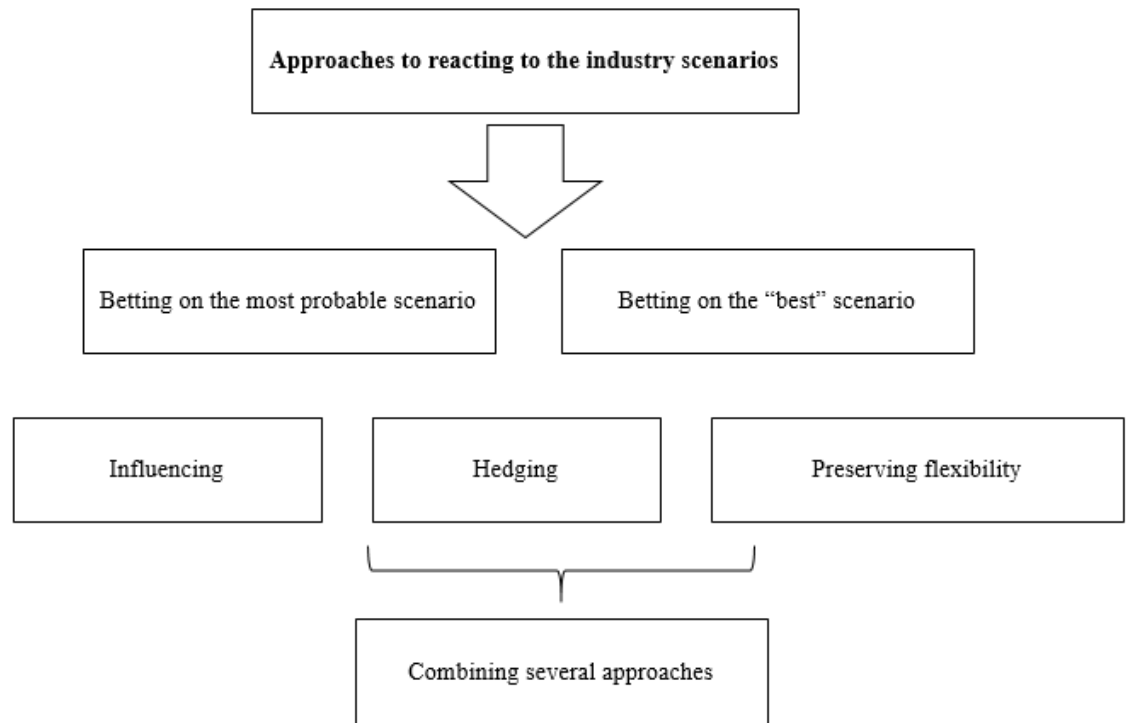 Approaches to reacting to the industry scenarios
Betting on the most probable scenario
Betting on the “best” scenario
Influencing
Hedging
Preserving flexibility
Combining several approaches